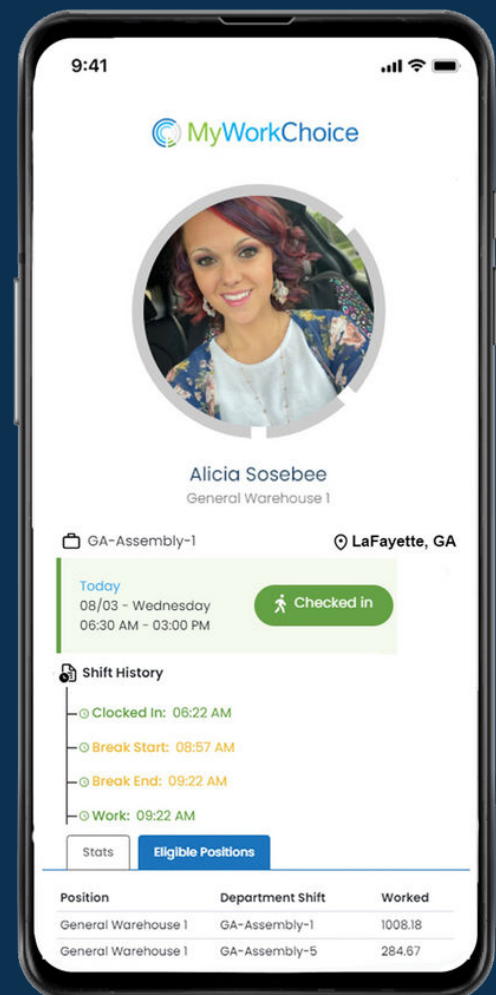 9:41
MyWorkChoice
Alicia Sosebee
General Warehouse 1
GA-Assembly-1 LaFayette, GA
Today
08/03 - Wednesday
06:30 AM - 03:00 PM
Checked in
Shift History
Clocked In: 06:22 AM
Break Start: 08:57 AM
Break End: 09:22 AM
Work: 09:22 AM
Stats Eligible Positions
Position Department Shift Worked
General Warehouse 1 GA-Assembly-1 1008.18
General Warehouse 1 GA-Assembly-5 284.67